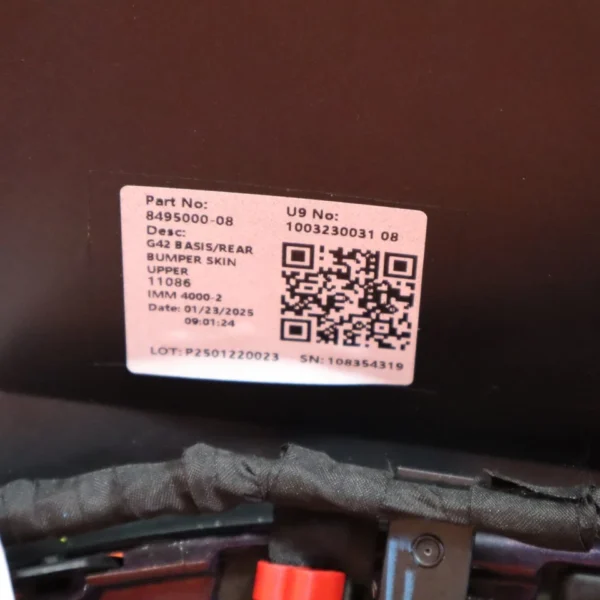 Part No:
8495000-08
Desc:
G42 BASIS/REAR
BUMPER SKIN
UPPER
11086
IMM 4000-2
Date: 01/23/2025
09:01:24
U9 No:
1003230031 08
LOT: P2501220023 SN: 108354319